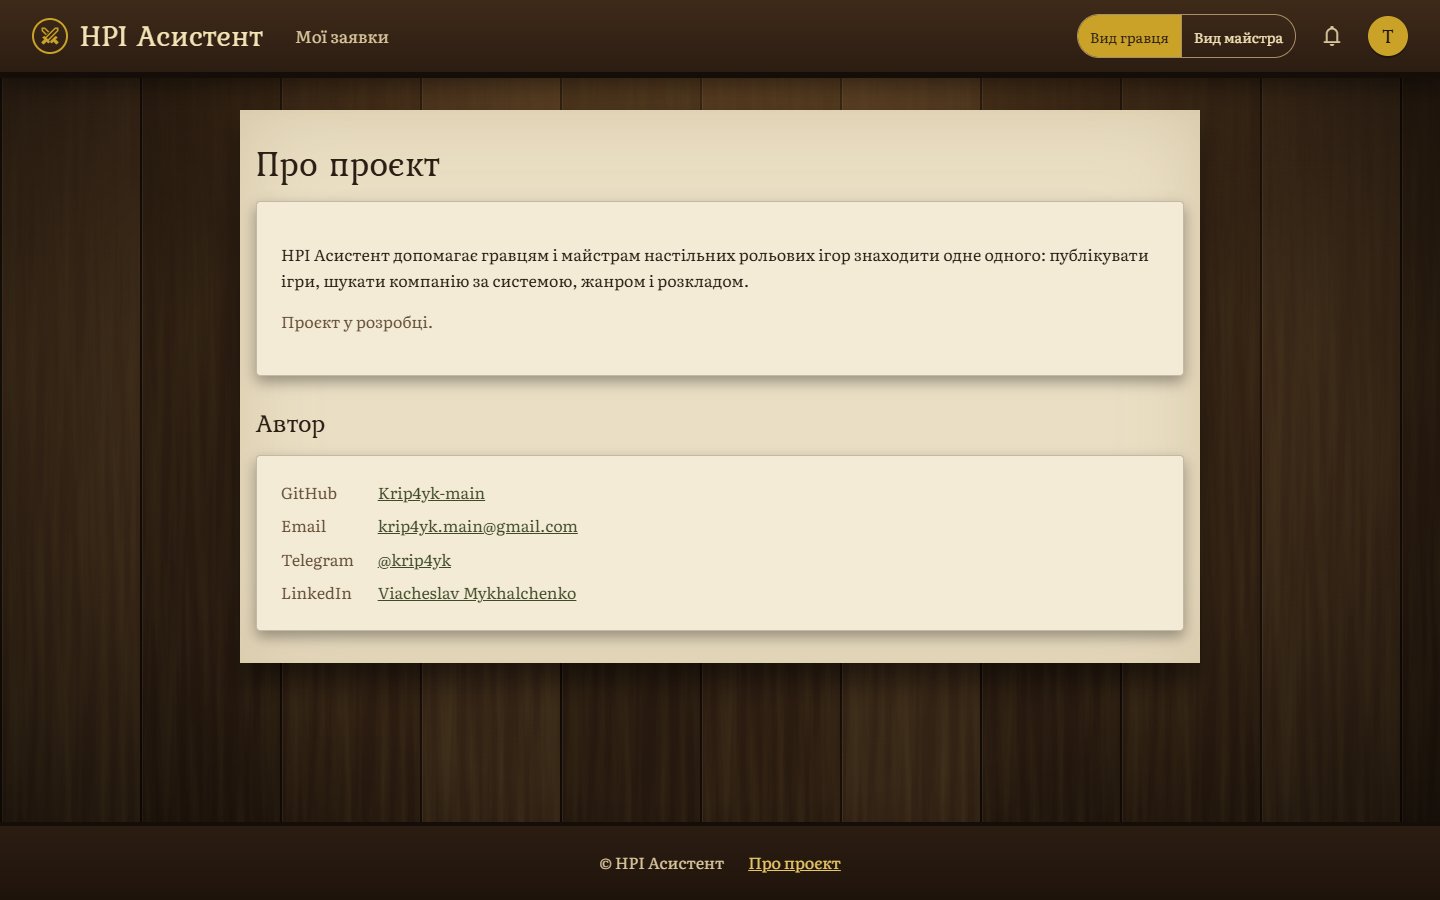 НРІ Асистент
Мої заявки
Вид гравця
Вид майстра
T
Про проєкт
НРІ Асистент допомагає гравцям і майстрам настільних рольових ігор знаходити одне одного: публікувати
ігри, шукати компанію за системою, жанром і розкладом.
Проєкт у розробці.
Автор
GitHub Krip4yk-main
Email krip4yk.main@gmail.com
Telegram @krip4yk
LinkedIn Viacheslav Mykhalchenko
© НРІ Асистент Про проєкт